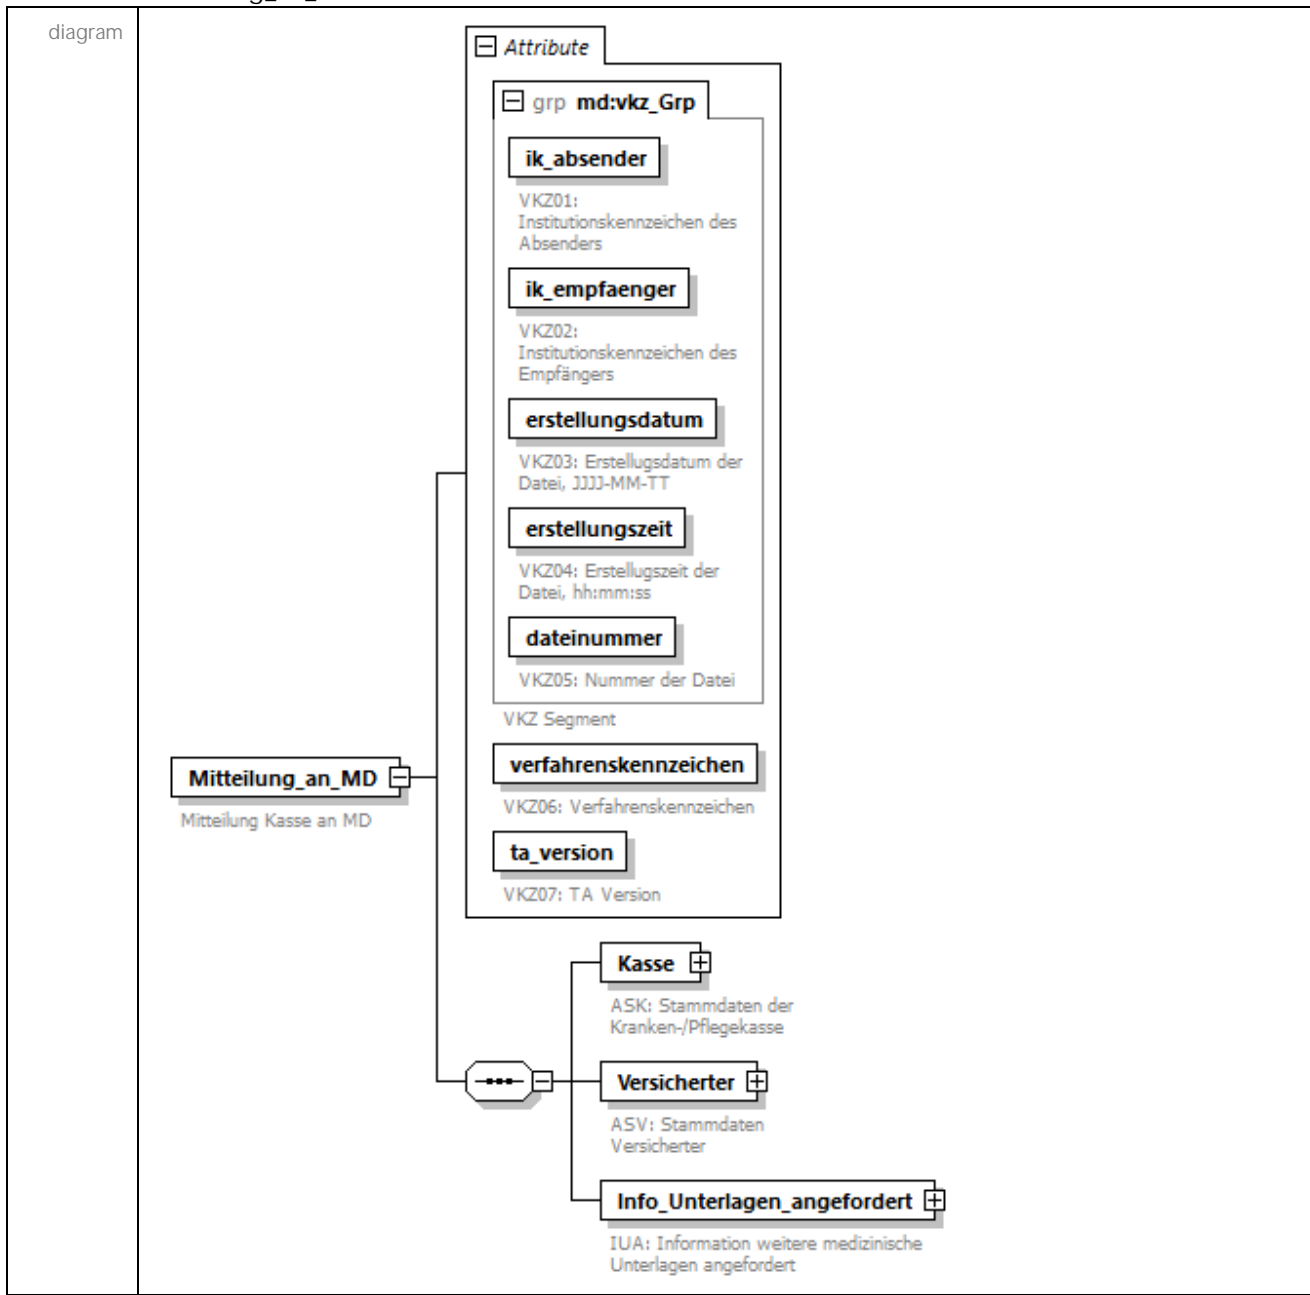 diagram
Attribute
grp md:vkz_Grp
ik_absender
VKZ01:
Institutionskennzeichen des
Absenders
ik_empfaenger
VKZ02:
Institutionskennzeichen des
Empfängers
erstellungsdatum
VKZ03: Erstellugsdatum der
Datei, JJJJ-MM-TT
erstellungszeit
VKZ04: Erstellugszeit der
Datei, hh:mm:ss
dateinummer
VKZ05: Nummer der Datei
VKZ Segment
verfahrenskennzeichen
VKZ06: Verfahrenskennzeichen
ta_version
VKZ07: TA Version
Mitteilung_an_MD
Mitteilung Kasse an MD
Kasse
ASK: Stammdaten der
Kranken-/Pflegekasse
Versicherter
ASV: Stammdaten
Versicherter
Info_Unterlagen_angefordert
IUA: Information weitere medizinische
Unterlagen angefordert